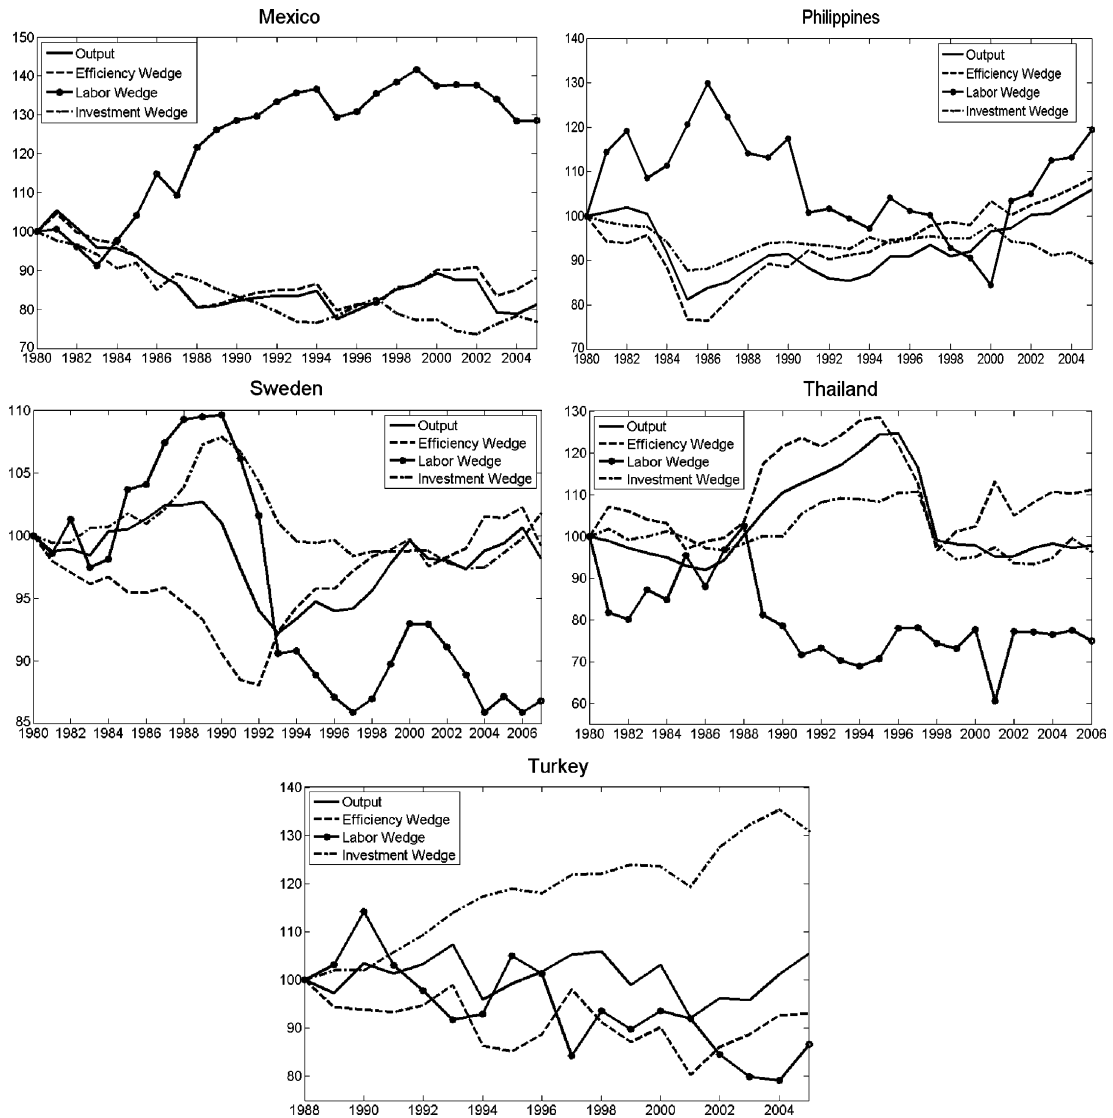 Mexico
150
140
130
120
110
100
90
80
70
Output
Efficiency Wedge
Labor Wedge
Investment Wedge
1980 1982 1984 1986 1988 1990 1992 1994 1996 1998 2000 2002 2004
Philippines
140
130
120
110
100
90
80
70
Output
Efficiency Wedge
Labor Wedge
Investment Wedge
1980 1982 1984 1986 1988 1990 1992 1994 1996 1998 2000 2002 2004
Sweden
110
105
100
95
90
85
Output
Efficiency Wedge
Labor Wedge
Investment Wedge
1980 1982 1984 1986 1988 1990 1992 1994 1996 1998 2000 2002 2004 2006
Thailand
130
120
110
100
90
80
70
60
Output
Efficiency Wedge
Labor Wedge
Investment Wedge
1980 1982 1984 1986 1988 1990 1992 1994 1996 1998 2000 2002 2004 2006
Turkey
140
130
120
110
100
90
80
Output
Efficiency Wedge
Labor Wedge
Investment Wedge
1988 1990 1992 1994 1996 1998 2000 2002 2004